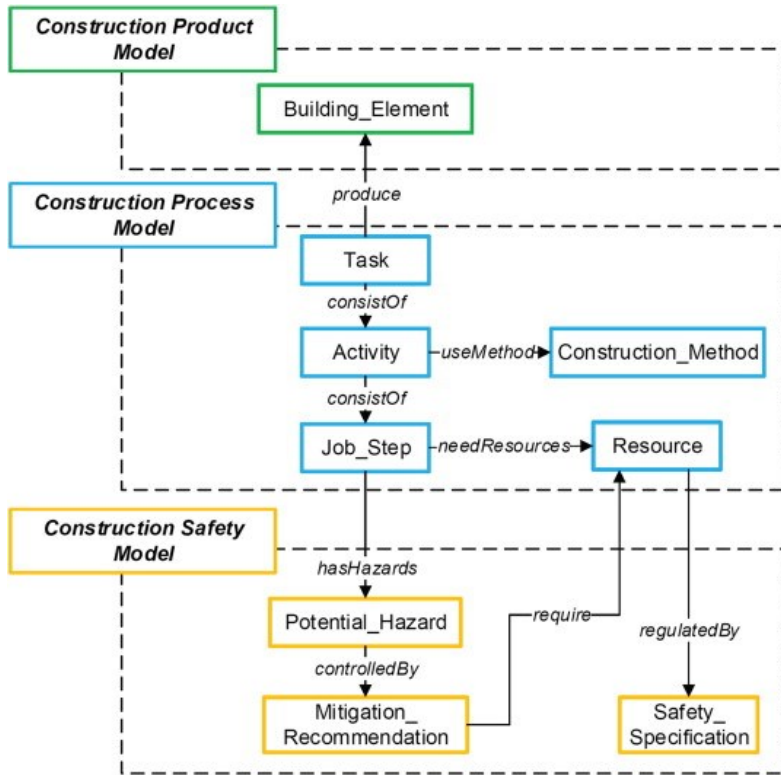 Construction Product
Model
Building_Element
produce
Construction Process
Model
Task
consistOf
Activity
useMethod
Construction_Method
consistOf
Job_Step
needResources
Resource
Construction Safety
Model
hasHazards
Potential_Hazard
require
regulatedBy
controlledBy
Mitigation_
Recommendation
Safety_
Specification